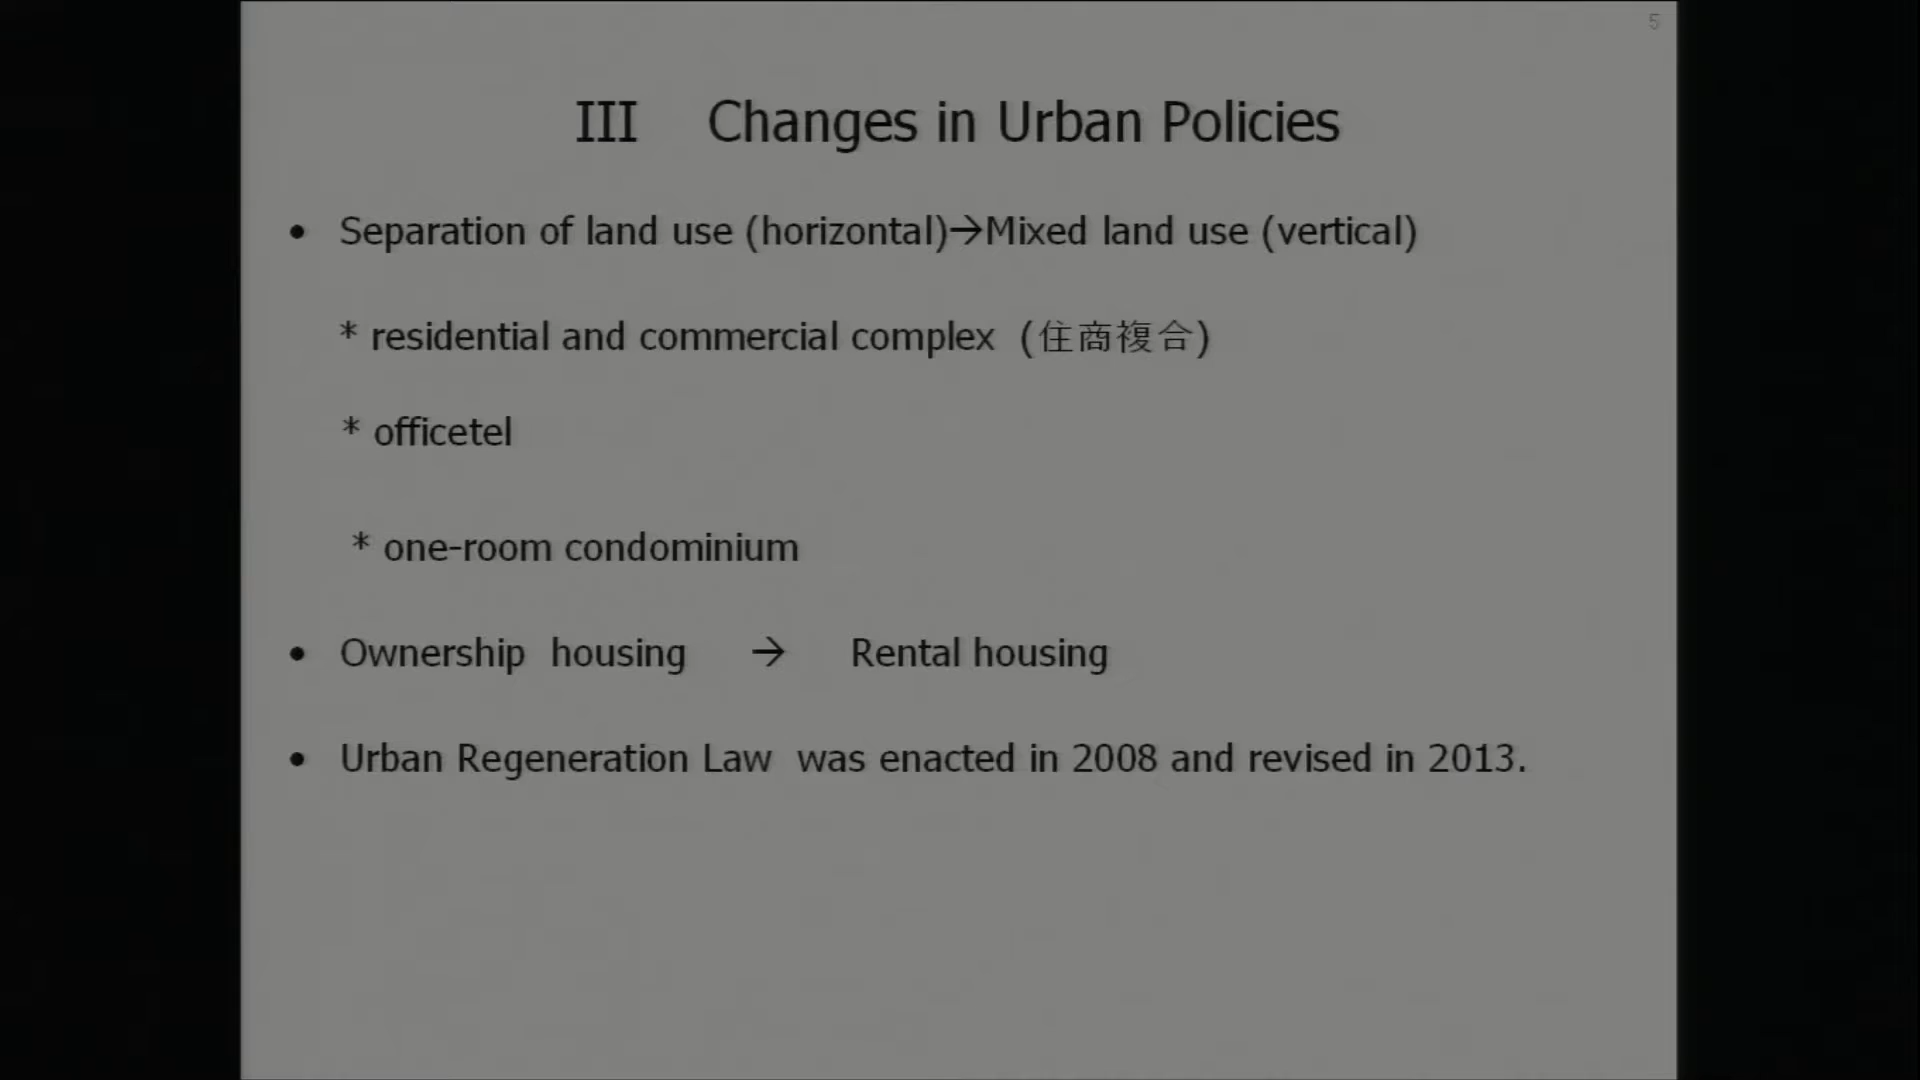 5
III Changes in Urban Policies
• Separation of land use (horizontal)→Mixed land use (vertical)
* residential and commercial complex (住商複合)
* officetel
* one-room condominium
• Ownership housing → Rental housing
• Urban Regeneration Law was enacted in 2008 and revised in 2013.